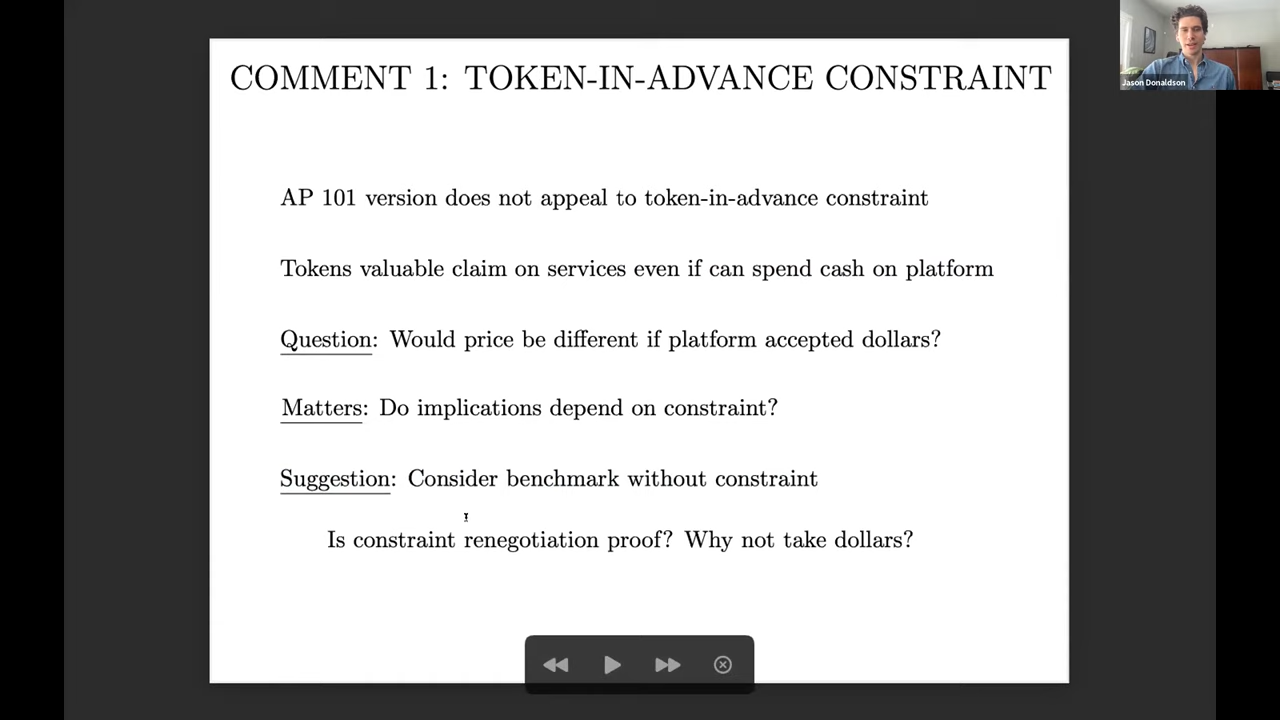 COMMENT 1: TOKEN-IN-ADVANCE CONSTRAINT
Jason Donaldson
AP 101 version does not appeal to token-in-advance constraint
Tokens valuable claim on services even if can spend cash on platform
Question: Would price be different if platform accepted dollars?
Matters: Do implications depend on constraint?
Suggestion: Consider benchmark without constraint
Is constraint renegotiation proof? Why not take dollars?